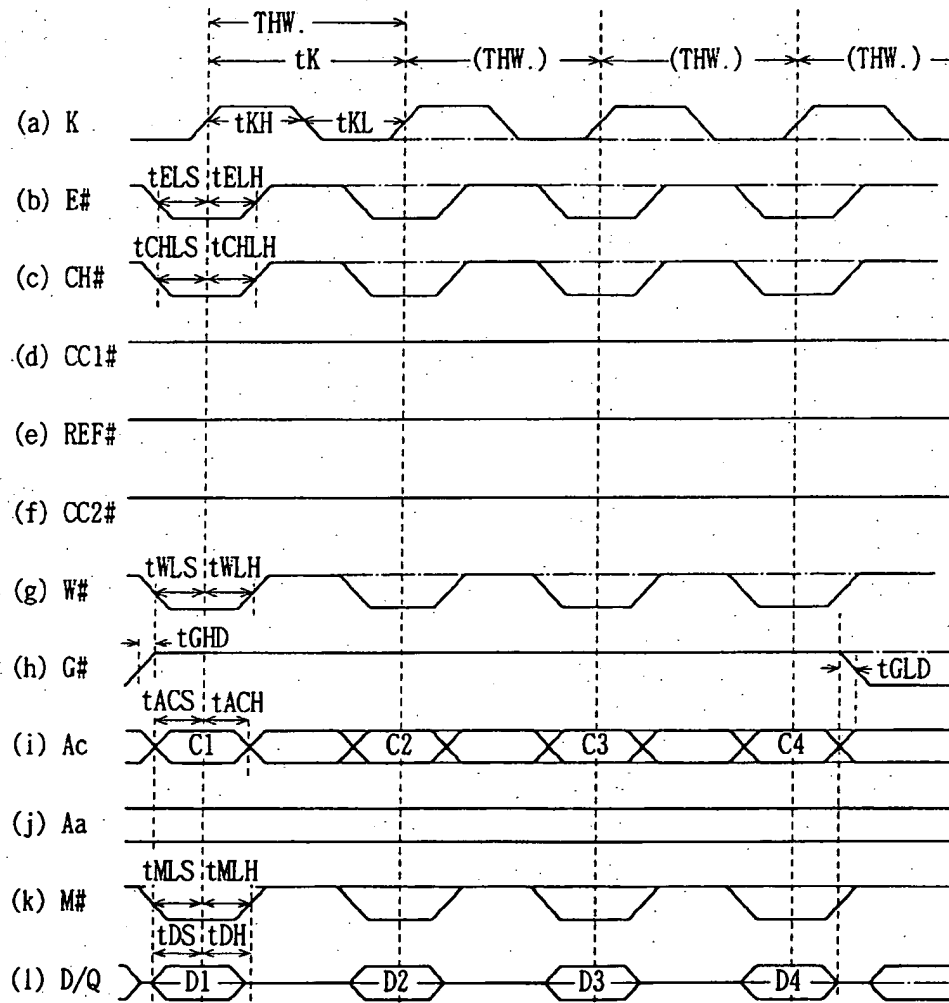 THW.
tK (THW.) (THW.) (THW.)
(a) K tKH tKL
tELS tELH
(b) E#
tCHLS tCHLH
(c) CH#
(d) CC1#
(e) REF#
(f) CC2#
tWLS tWLH
(g) W#
tGHD
(h) G# tGLD
tACS tACH
(i) Ac C1 C2 C3 C4
(j) Aa
tMLS tMLH
(k) M#
tDS tDH
(l) D/Q D1 D2 D3 D4